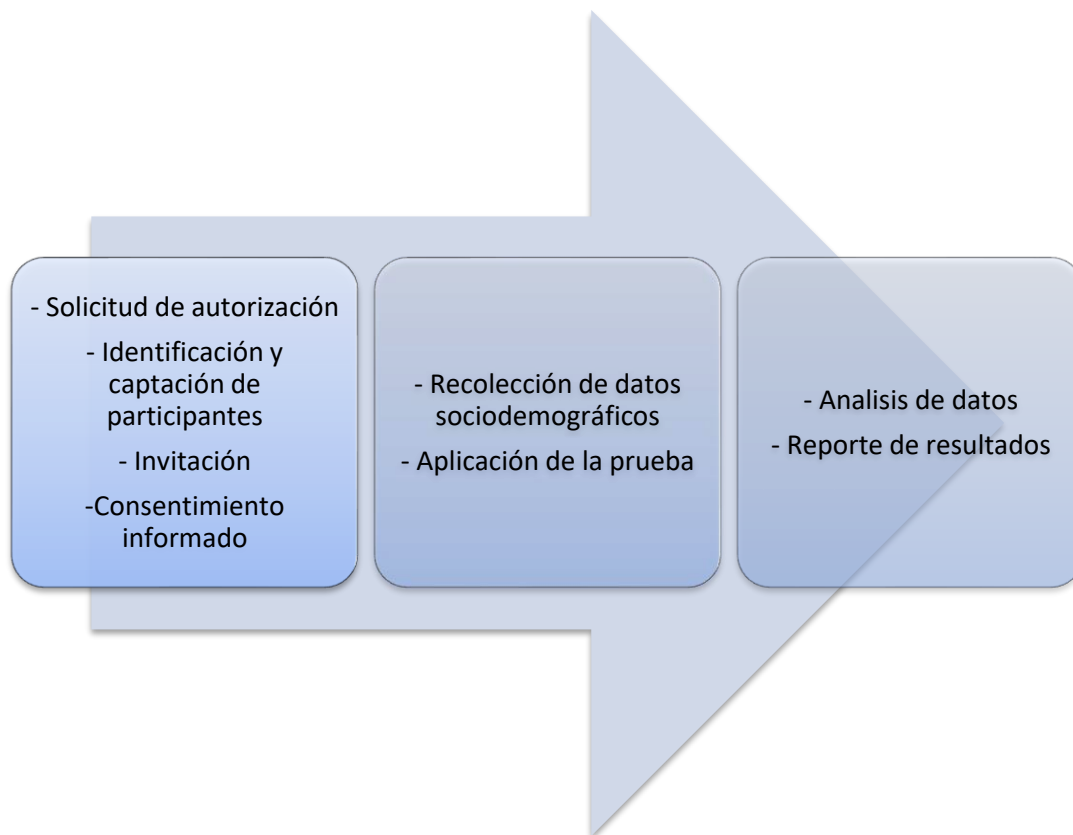 - Solicitud de autorización
- Identificación y
captación de
participantes
- Invitación
-Consentimiento
informado
- Recolección de datos
sociodemográficos
- Aplicación de la prueba
- Analisis de datos
- Reporte de resultados